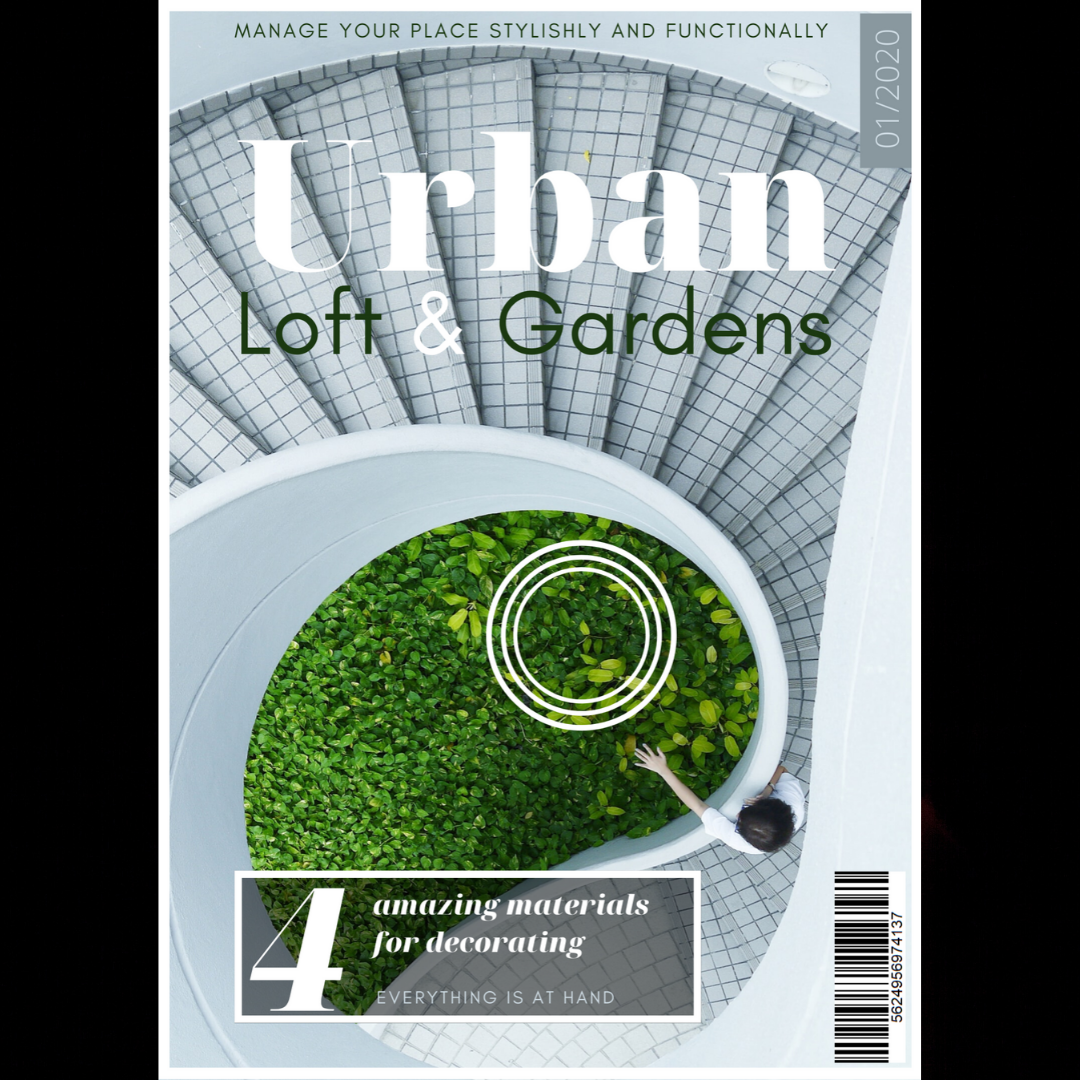 MANAGE YOUR PLACE STYLISHLY AND FUNCTIONALLY
01/2020
Urban
Loft & Gardens
4
amazing materials
for decorating
EVERYTHING IS AT HAND
5624956974137